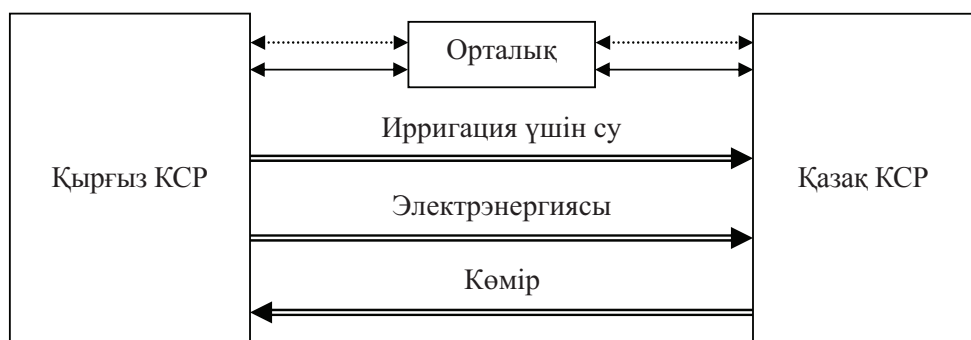 Орталық
Ирригация үшін су
Қырғыз КСР
Қазақ КСР
Электрэнергиясы
Көмір